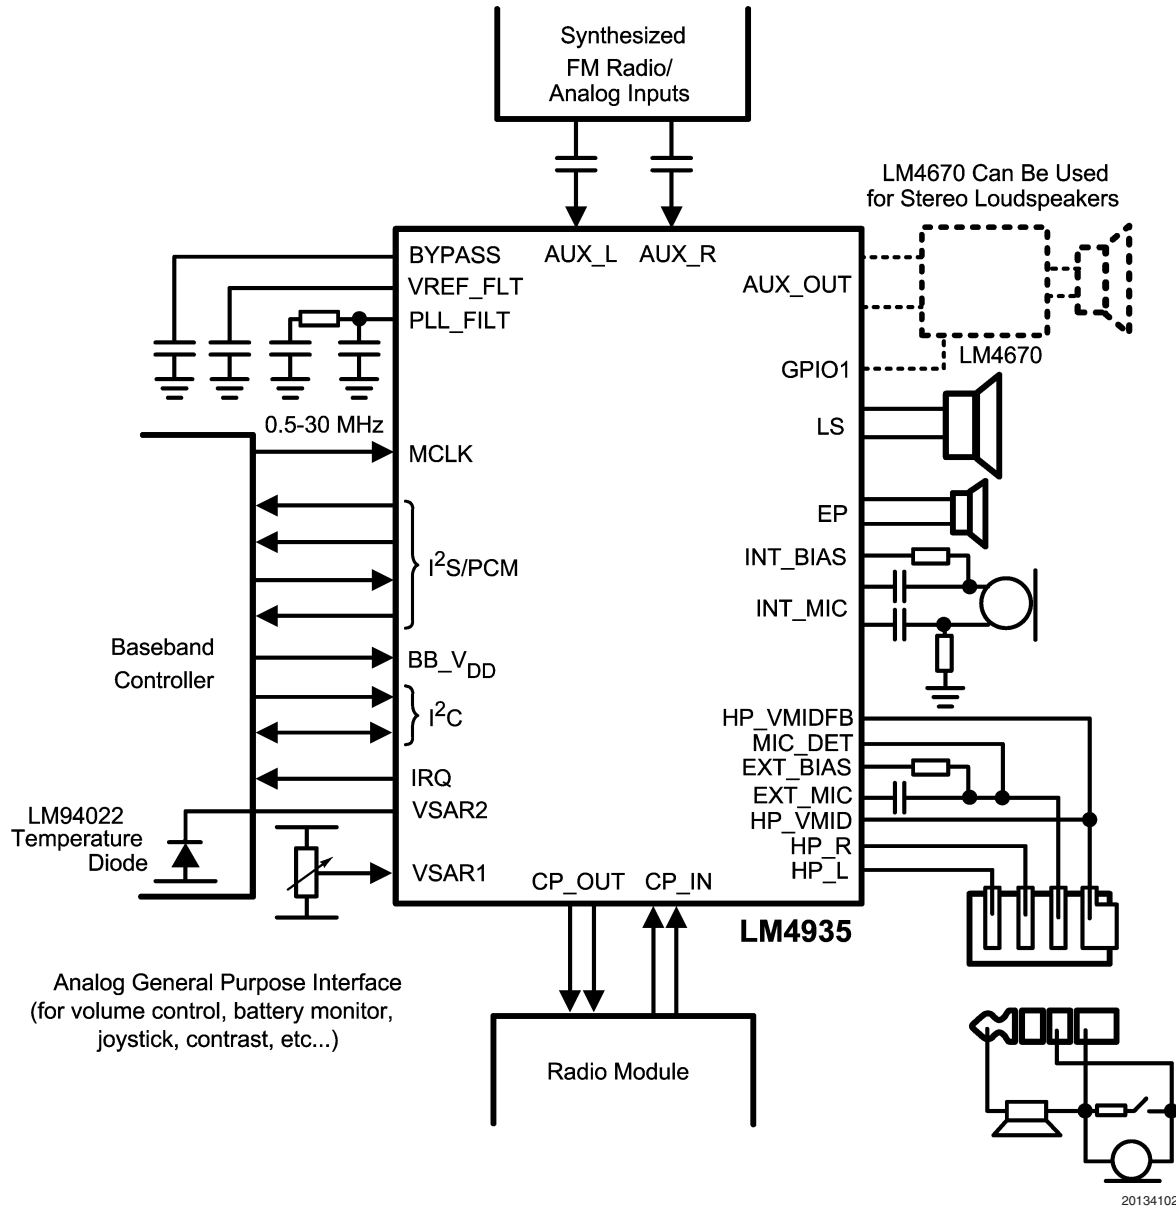 Synthesized
FM Radio/
Analog Inputs
LM4670 Can Be Used
for Stereo Loudspeakers
BYPASS
AUX_L
AUX_R
VREF_FLT
AUX_OUT
PLL_FILT
LM4670
GPIO1
0.5-30 MHz
LS
MCLK
EP
INT_BIAS
I2S/PCM
INT_MIC
Baseband
Controller
BB_VDD
I2C
HP_VMIDFB
MIC_DET
EXT_BIAS
IRQ
EXT_MIC
VSAR2
HP_VMID
LM94022
Temperature
Diode
HP_R
HP_L
VSAR1
CP_OUT
CP_IN
LM4935
Analog General Purpose Interface
(for volume control, battery monitor,
joystick, contrast, etc...)
Radio Module
20134102